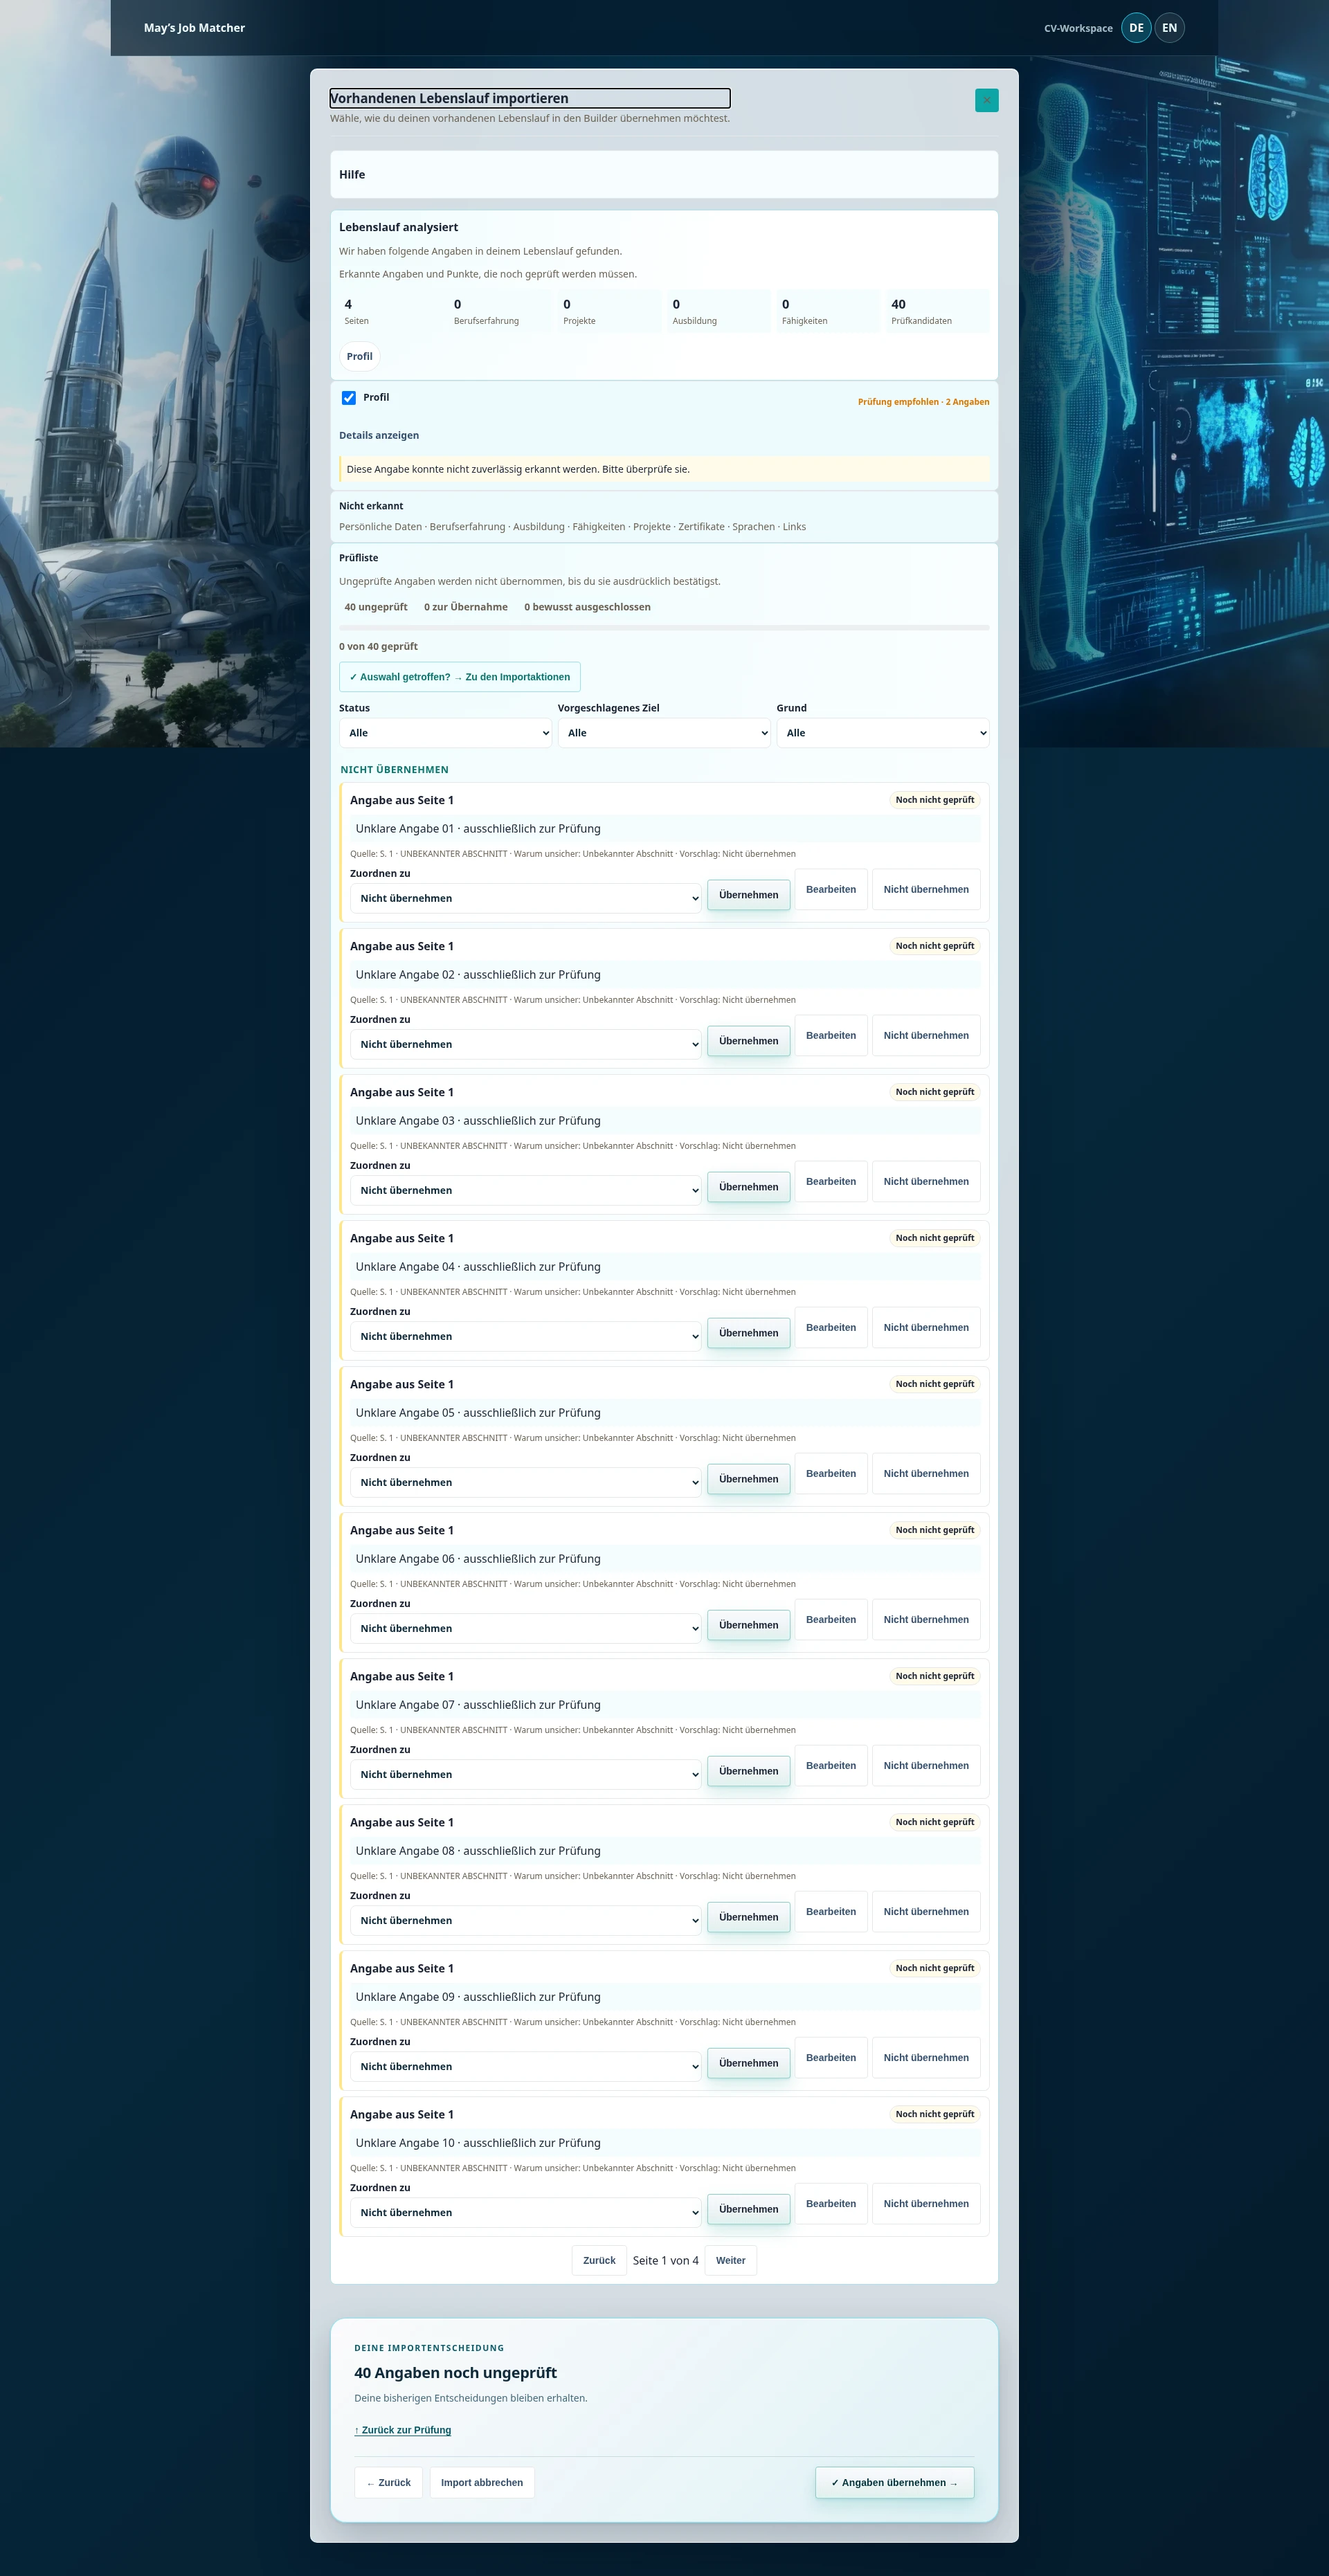 May's Job Matcher
CV-Workspace DE EN
Vorhandenen Lebenslauf importieren
Wähle, wie du deinen vorhandenen Lebenslauf in den Builder übernehmen möchtest.
×
Hilfe
Lebenslauf analysiert
Wir haben folgende Angaben in deinem Lebenslauf gefunden.
Erkannte Angaben und Punkte, die noch geprüft werden müssen.
4 0 0 0 0 40
Seiten Berufserfahrung Projekte Ausbildung Fähigkeiten Prüfkandidaten
Profil
Profil
Prüfung empfohlen · 2 Angaben
Details anzeigen
Diese Angabe konnte nicht zuverlässig erkannt werden. Bitte überprüfe sie.
Nicht erkannt
Persönliche Daten · Berufserfahrung · Ausbildung · Fähigkeiten · Projekte · Zertifikate · Sprachen · Links
Prüfliste
Ungeprüfte Angaben werden nicht übernommen, bis du sie ausdrücklich bestätigst.
40 ungeprüft 0 zur Übernahme 0 bewusst ausgeschlossen
0 von 40 geprüft
✓ Auswahl getroffen? → Zu den Importaktionen
Status Vorgeschlagenes Ziel Grund
Alle Alle Alle
NICHT ÜBERNEHMEN
Angabe aus Seite 1 Noch nicht geprüft
Unklare Angabe 01 · ausschließlich zur Prüfung
Quelle: S. 1 · UNBEKANNTER ABSCHNITT · Warum unsicher: Unbekannter Abschnitt · Vorschlag: Nicht übernehmen
Zuordnen zu
Nicht übernehmen Übernehmen Bearbeiten Nicht übernehmen
Angabe aus Seite 1 Noch nicht geprüft
Unklare Angabe 02 · ausschließlich zur Prüfung
Quelle: S. 1 · UNBEKANNTER ABSCHNITT · Warum unsicher: Unbekannter Abschnitt · Vorschlag: Nicht übernehmen
Zuordnen zu
Nicht übernehmen Übernehmen Bearbeiten Nicht übernehmen
Angabe aus Seite 1 Noch nicht geprüft
Unklare Angabe 03 · ausschließlich zur Prüfung
Quelle: S. 1 · UNBEKANNTER ABSCHNITT · Warum unsicher: Unbekannter Abschnitt · Vorschlag: Nicht übernehmen
Zuordnen zu
Nicht übernehmen Übernehmen Bearbeiten Nicht übernehmen
Angabe aus Seite 1 Noch nicht geprüft
Unklare Angabe 04 · ausschließlich zur Prüfung
Quelle: S. 1 · UNBEKANNTER ABSCHNITT · Warum unsicher: Unbekannter Abschnitt · Vorschlag: Nicht übernehmen
Zuordnen zu
Nicht übernehmen Übernehmen Bearbeiten Nicht übernehmen
Angabe aus Seite 1 Noch nicht geprüft
Unklare Angabe 05 · ausschließlich zur Prüfung
Quelle: S. 1 · UNBEKANNTER ABSCHNITT · Warum unsicher: Unbekannter Abschnitt · Vorschlag: Nicht übernehmen
Zuordnen zu
Nicht übernehmen Übernehmen Bearbeiten Nicht übernehmen
Angabe aus Seite 1 Noch nicht geprüft
Unklare Angabe 06 · ausschließlich zur Prüfung
Quelle: S. 1 · UNBEKANNTER ABSCHNITT · Warum unsicher: Unbekannter Abschnitt · Vorschlag: Nicht übernehmen
Zuordnen zu
Nicht übernehmen Übernehmen Bearbeiten Nicht übernehmen
Angabe aus Seite 1 Noch nicht geprüft
Unklare Angabe 07 · ausschließlich zur Prüfung
Quelle: S. 1 · UNBEKANNTER ABSCHNITT · Warum unsicher: Unbekannter Abschnitt · Vorschlag: Nicht übernehmen
Zuordnen zu
Nicht übernehmen Übernehmen Bearbeiten Nicht übernehmen
Angabe aus Seite 1 Noch nicht geprüft
Unklare Angabe 08 · ausschließlich zur Prüfung
Quelle: S. 1 · UNBEKANNTER ABSCHNITT · Warum unsicher: Unbekannter Abschnitt · Vorschlag: Nicht übernehmen
Zuordnen zu
Nicht übernehmen Übernehmen Bearbeiten Nicht übernehmen
Angabe aus Seite 1 Noch nicht geprüft
Unklare Angabe 09 · ausschließlich zur Prüfung
Quelle: S. 1 · UNBEKANNTER ABSCHNITT · Warum unsicher: Unbekannter Abschnitt · Vorschlag: Nicht übernehmen
Zuordnen zu
Nicht übernehmen Übernehmen Bearbeiten Nicht übernehmen
Angabe aus Seite 1 Noch nicht geprüft
Unklare Angabe 10 · ausschließlich zur Prüfung
Quelle: S. 1 · UNBEKANNTER ABSCHNITT · Warum unsicher: Unbekannter Abschnitt · Vorschlag: Nicht übernehmen
Zuordnen zu
Nicht übernehmen Übernehmen Bearbeiten Nicht übernehmen
Zurück Seite 1 von 4 Weiter
DEINE IMPORTENTSCHEIDUNG
40 Angaben noch ungeprüft
Deine bisherigen Entscheidungen bleiben erhalten.
↑ Zurück zur Prüfung
← Zurück Import abbrechen ✓ Angaben übernehmen →